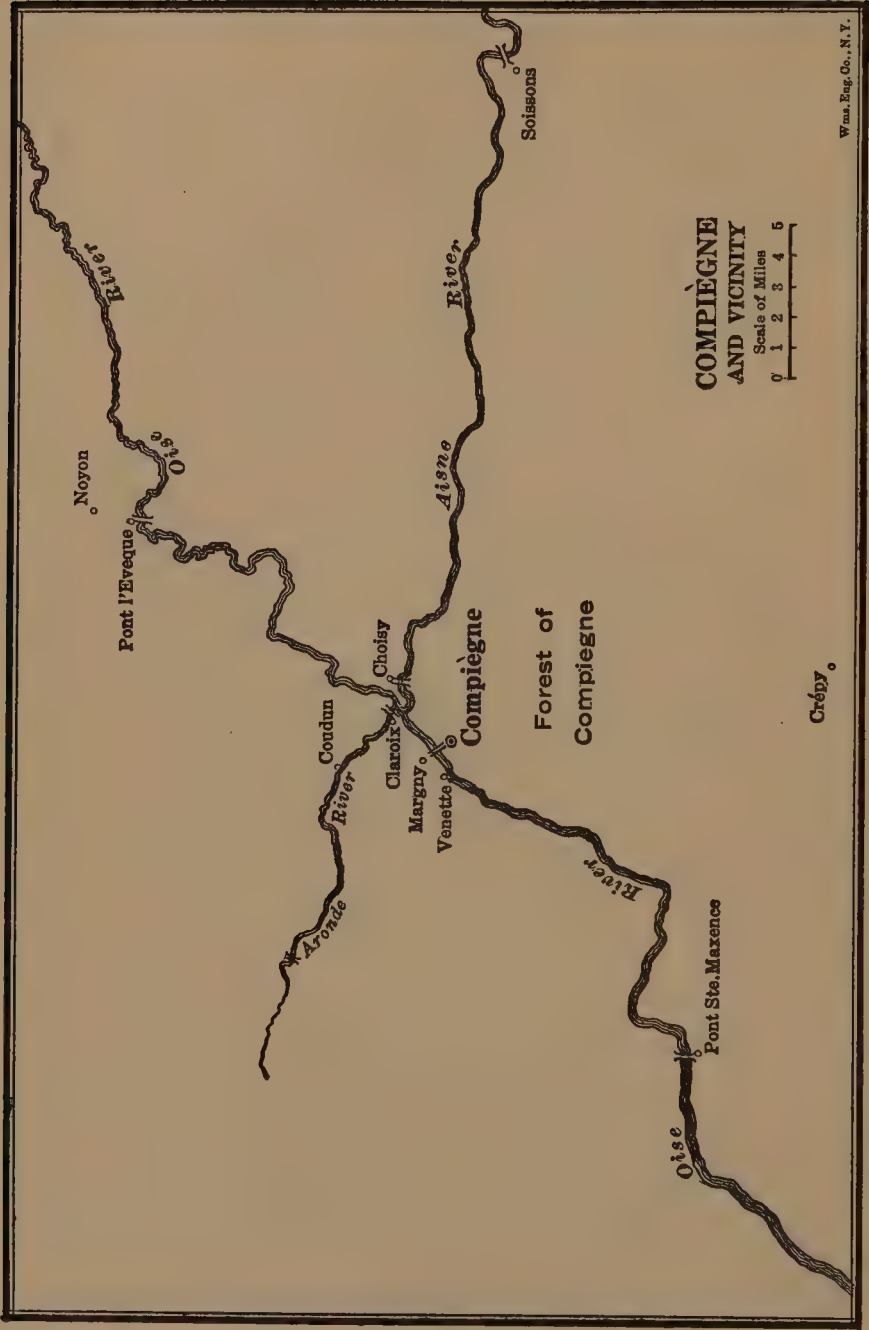 Noyon
Pont l'Eveque
Oise
River
Soissons
Aisne
River
Coudun
Choisy
Claroix
Aronde
River
Margny
Venette
Compiègne
Forest of
Compiegne
River
Oise
Pont Ste. Maxence
Crépy
COMPIÈGNE
AND VICINITY
Scale of Miles
0 1 2 3 4 5
Wms. Eng. Co., N.Y.